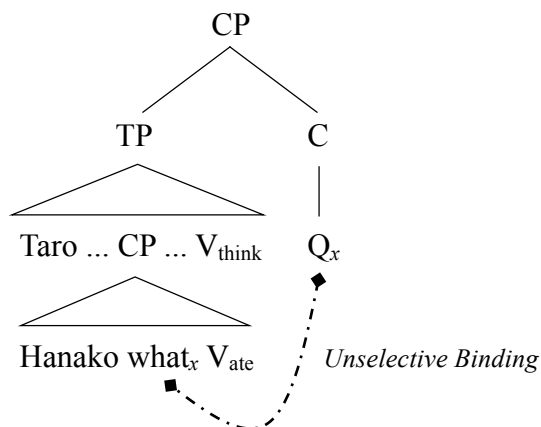 CP
TP C
Taro ... CP ... Vthink Qx
Hanako whatx Vate Unselective Binding